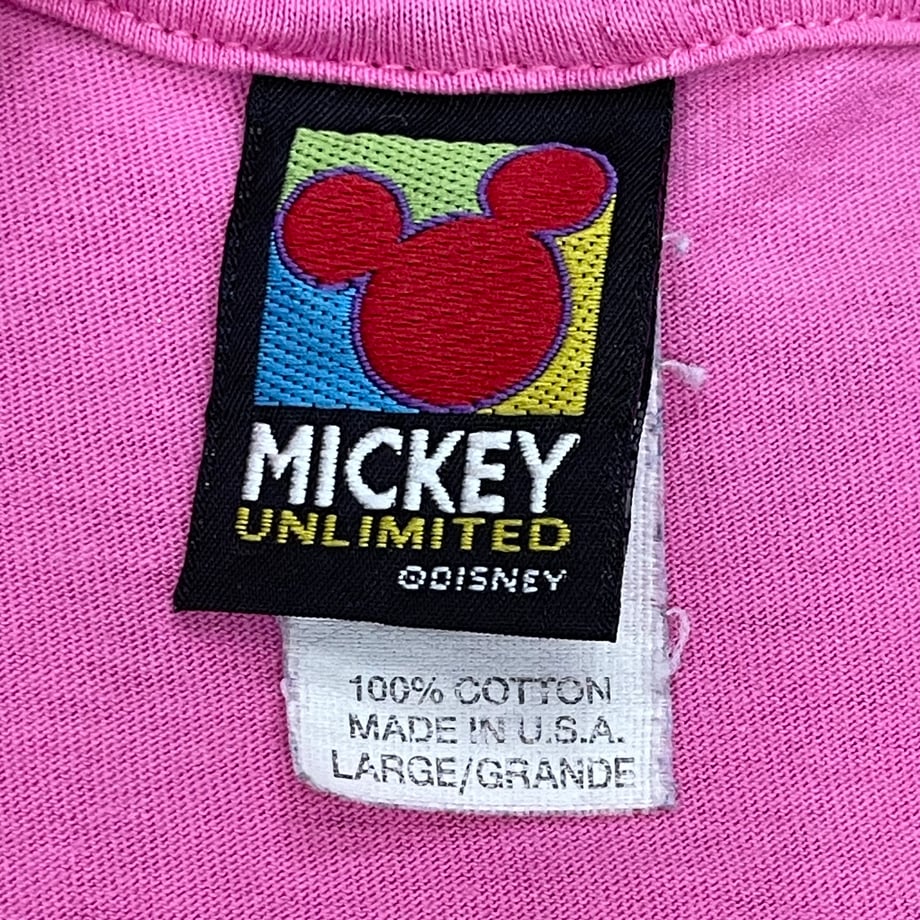 MICKEY
UNLIMITED
©DISNEY
100% COTTON
MADE IN U.S.A.
LARGE/GRANDE